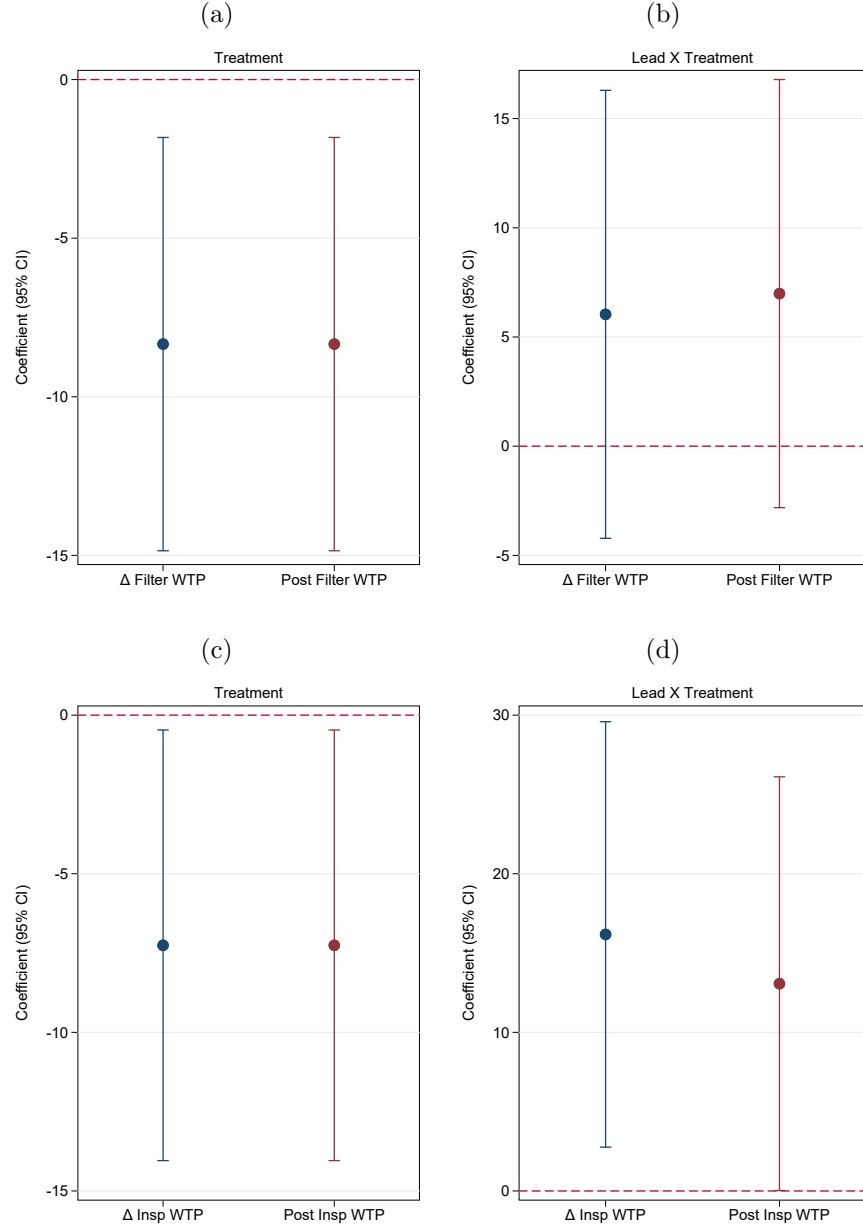 (a)
Treatment
0
-5
-10
-15
Coefficient (95% CI)
Δ Filter WTP
Post Filter WTP
(b)
Lead X Treatment
15
10
5
0
-5
Coefficient (95% CI)
Δ Filter WTP
Post Filter WTP
(c)
Treatment
0
-5
-10
-15
Coefficient (95% CI)
Δ Insp WTP
Post Insp WTP
(d)
Lead X Treatment
30
20
10
0
Coefficient (95% CI)
Δ Insp WTP
Post Insp WTP